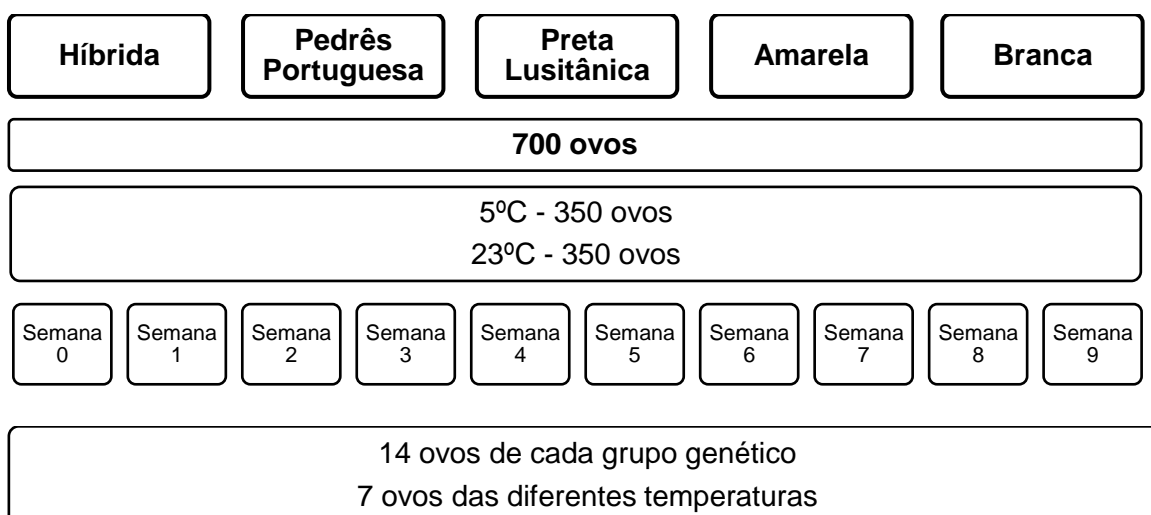 Híbrida
Pedrês
Portuguesa
Preta
Lusitânica
Amarela
Branca
700 ovos
5ºC - 350 ovos
23ºC - 350 ovos
Semana
0
Semana
1
Semana
2
Semana
3
Semana
4
Semana
5
Semana
6
Semana
7
Semana
8
Semana
9
14 ovos de cada grupo genético
7 ovos das diferentes temperaturas